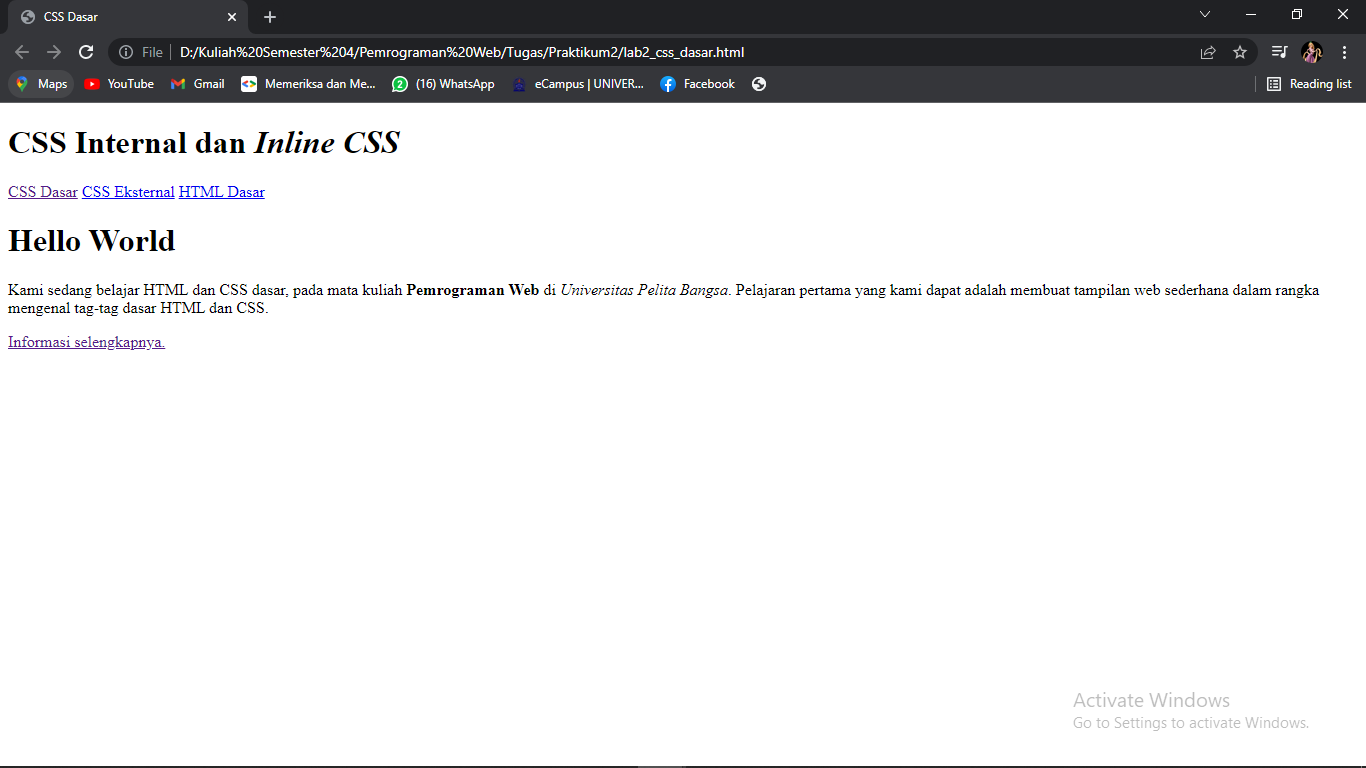 CSS Dasar
File
D:/Kuliah%20Semester%204/Pemrograman%20Web/Tugas/Praktikum2/lab2_css_dasar.html
Maps YouTube Gmail Memeriksa dan Me... 2 (16) WhatsApp eCampus | UNIVER... Facebook Reading list
CSS Internal dan Inline CSS
CSS Dasar CSS Eksternal HTML Dasar
Hello World
Kami sedang belajar HTML dan CSS dasar, pada mata kuliah Pemrograman Web di Universitas Pelita Bangsa. Pelajaran pertama yang kami dapat adalah membuat tampilan web sederhana dalam rangka
mengenal tag-tag dasar HTML dan CSS.
Informasi selengkapnya.
Activate Windows
Go to Settings to activate Windows.